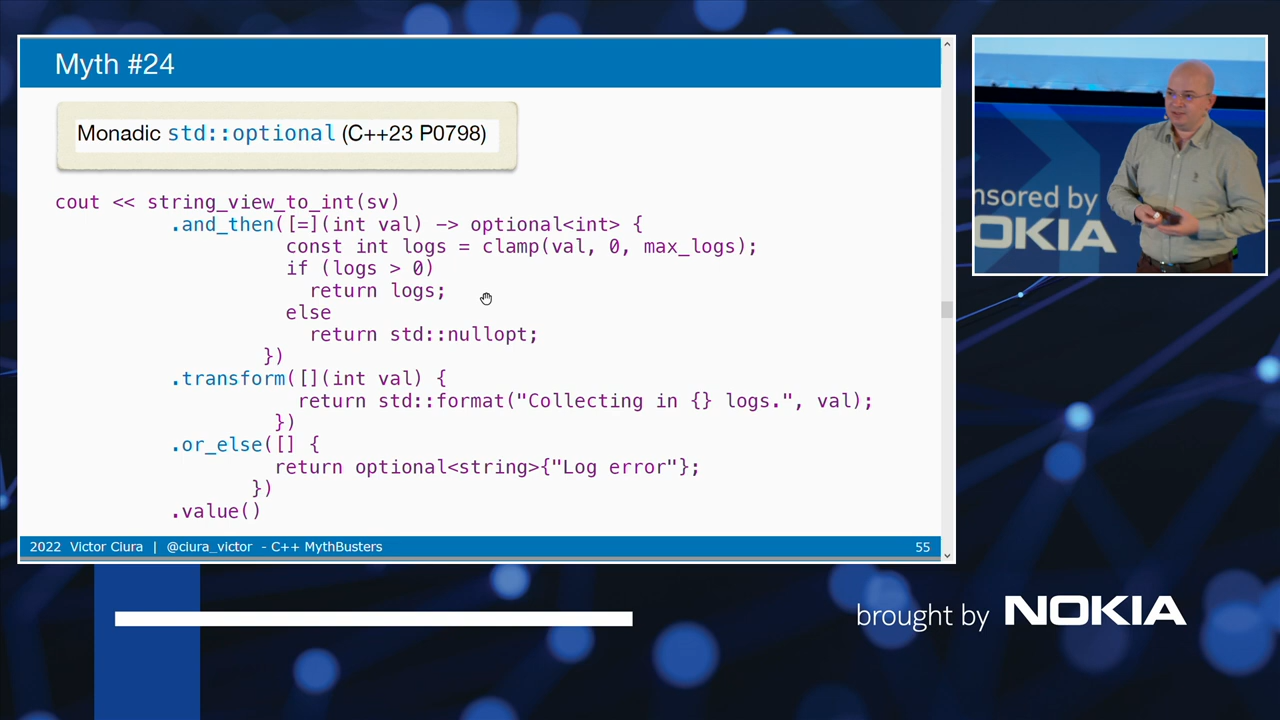 Myth #24
Monadic std::optional (C++23 P0798)
cout << string_view_to_int(sv)
.and_then([=](int val) -> optional<int> {
const int logs = clamp(val, 0, max_logs);
if (logs > 0)
return logs;
else
return std::nullopt;
})
.transform([](int val) {
return std::format("Collecting in {} logs.", val);
})
.or_else([] {
return optional<string>{"Log error"};
})
.value()
2022 Victor Ciura | @ciura_victor - C++ MythBusters
55
nsored by
OKIA
brought by NOKIA